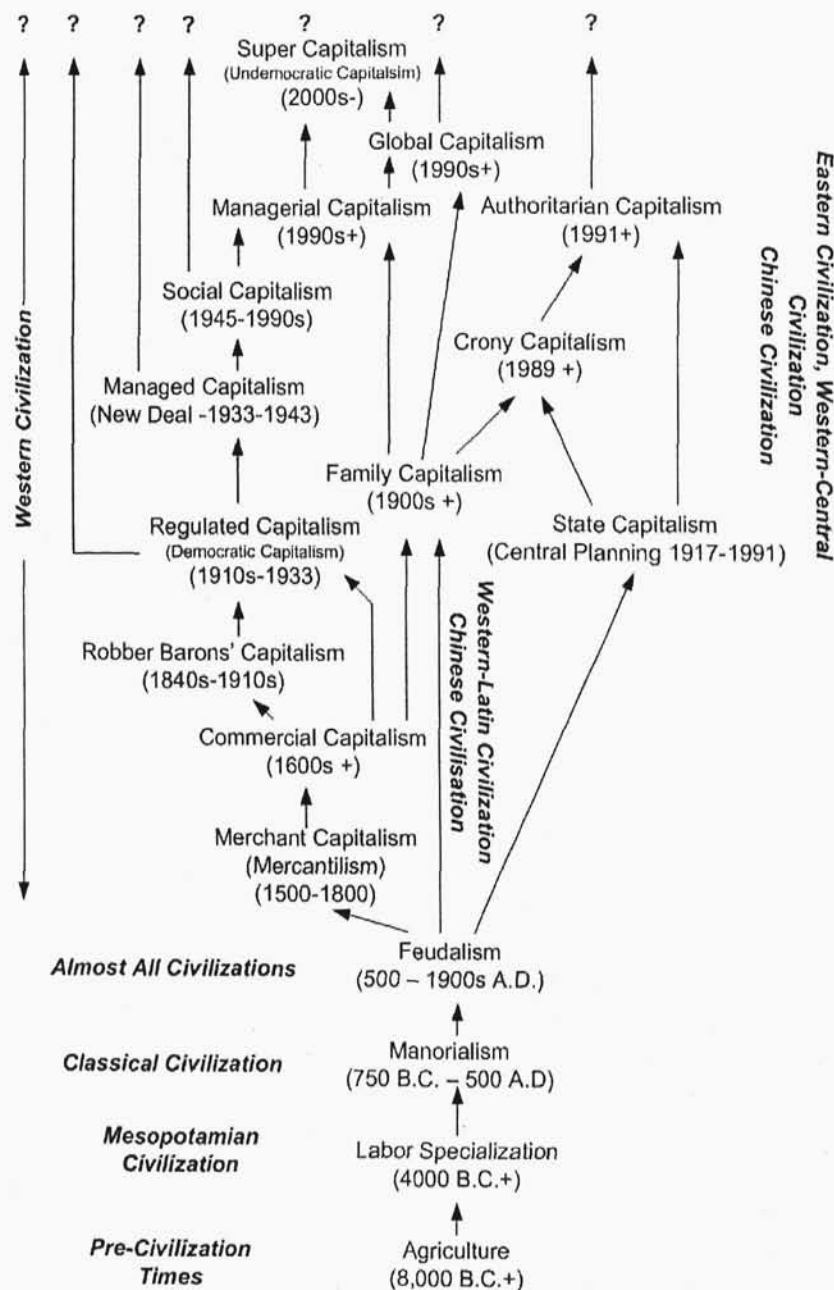 ? ? ? ? ? ?
Super Capitalism
(Undemocratic Capitalsim)
(2000s-)
Global Capitalism
(1990s+)
Managerial Capitalism
(1990s+)
Authoritarian Capitalism
(1991+)
Social Capitalism
(1945-1990s)
Crony Capitalism
(1989 +)
Managed Capitalism
(New Deal -1933-1943)
Family Capitalism
(1900s +)
Regulated Capitalism
(Democratic Capitalism)
(1910s-1933)
State Capitalism
(Central Planning 1917-1991)
Robber Barons' Capitalism
(1840s-1910s)
Commercial Capitalism
(1600s +)
Merchant Capitalism
(Mercantilism)
(1500-1800)
Western Civilization
Western-Latin Civilization
Chinese Civilisation
Eastern Civilization, Western-Central
Civilization
Chinese Civilization
Feudalism
(500 – 1900s A.D.)
Almost All Civilizations
Manorialism
(750 B.C. – 500 A.D)
Classical Civilization
Labor Specialization
(4000 B.C.+)
Mesopotamian
Civilization
Agriculture
(8,000 B.C.+)
Pre-Civilization
Times